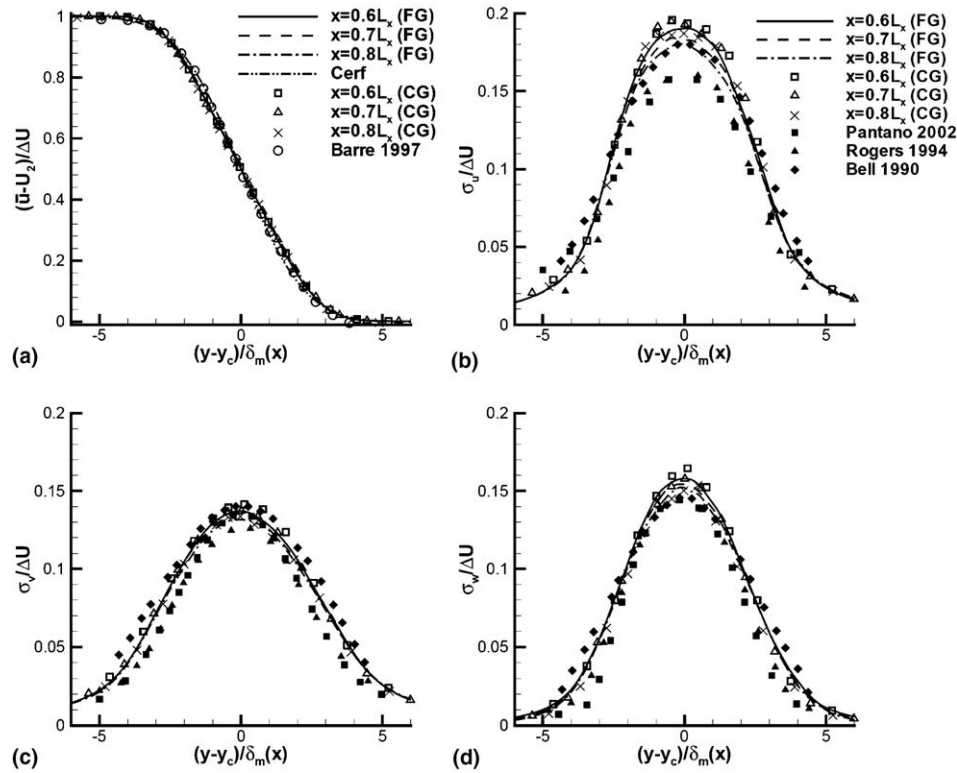 x=0.6Lₓ (FG)
x=0.7Lₓ (FG)
x=0.8Lₓ (FG)
Cerf
x=0.6Lₓ (CG)
x=0.7Lₓ (CG)
x=0.8Lₓ (CG)
Barre 1997
(ū-U₂)/ΔU
1
0.8
0.6
0.4
0.2
0
-5
0
5
(a)
(y-y_c)/δₘ(x)
x=0.6Lₓ (FG)
x=0.7Lₓ (FG)
x=0.8Lₓ (FG)
x=0.6Lₓ (CG)
x=0.7Lₓ (CG)
x=0.8Lₓ (CG)
Pantano 2002
Rogers 1994
Bell 1990
σᵤ/ΔU
0.2
0.15
0.1
0.05
0
-5
0
5
(b)
(y-y_c)/δₘ(x)
σᵥ/ΔU
0.2
0.15
0.1
0.05
0
-5
0
5
(c)
(y-y_c)/δₘ(x)
σ_w/ΔU
0.2
0.15
0.1
0.05
0
-5
0
5
(d)
(y-y_c)/δₘ(x)